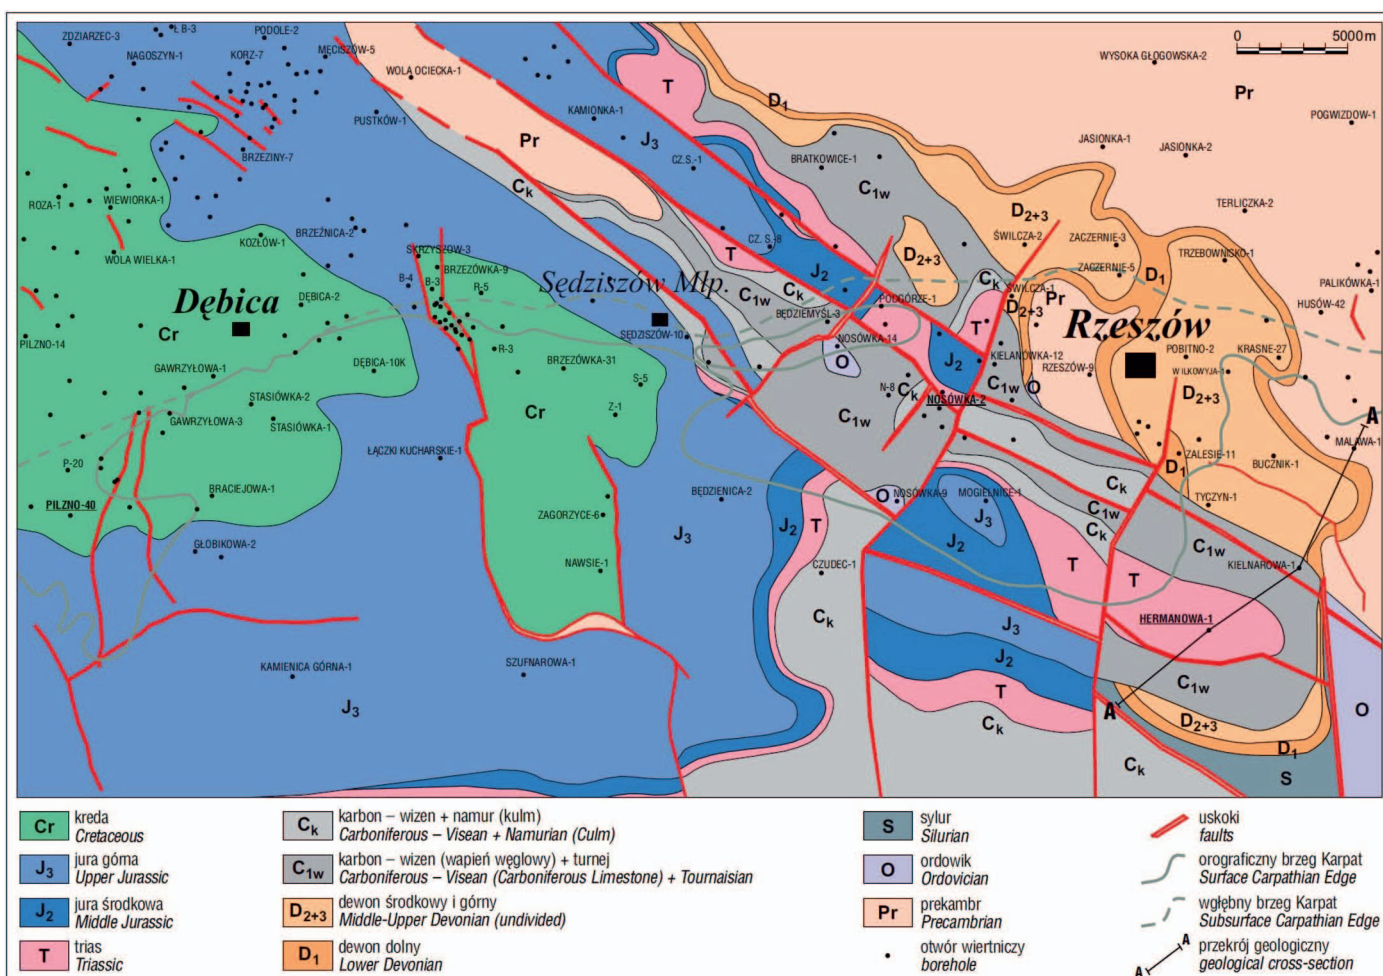 ZDZIARZEC-3
Ł B-3
PODOLE-2
NAGOSZYN-1
KORZ-7
MĘCISZÓW-5
WOLA OCIECKA-1
PUSTKÓW-1
KAMIONKA-1
BRZEZINY-7
T
D1
0 5000 m
WYSOKA GŁOGOWSKA-2
Pr
POGWIZDOW-1
JASIONKA-1
JASIONKA-2
Pr
J3
CZ.S.-1
BRATKOWICE-1
Ck
C1w
ROZA-1
WIEWIORKA-1
TERLICZKA-2
D2+3
KOZŁÓW-1
BRZEŹNICA-2
SKRZYSZOW-3
CZ. S.-8
T
J2
D2+3
ŚWILCZA-2
ZACZERNIE-3
TRZEBOWNISKO-1
WOLA WIELKA-1
BRZEZÓWKA-9
B-4
B-3
R-5
Sędziszów Młp.
Ck
C1w
Ck
ZACZERNIE-5
D1
PALIKÓWKA-1
Dębica
DĘBICA-2
PODGÓRZE-1
ŚWILCZA-1
D2+3
Pr
HUSÓW-42
Cr
BĘDZIEMYŚL-3
T
Rzeszów
PILZNO-14
SĘDZISZÓW-10
NOSÓWKA-14
R-3
KIELANÓWKA-12
POBITNO-2
KRASNE-27
GAWRZYŁOWA-1
DĘBICA-10K
BRZEZÓWKA-31
O
J2
C1w
RZESZÓW-9
WILKOWYJA-1
S-5
N-8
Ck
O
D2+3
STASIÓWKA-2
NOSÓWKA-2
GAWRZYŁOWA-3
STASIÓWKA-1
Cr
Z-1
C1w
A
MALAWA-1
P-20
ŁĄCZKI KUCHARSKIE-1
ZALESIE-11
BUCZNIK-1
D1
Ck
BRACIEJOWA-1
BĘDZIENICA-2
O
NOSÓWKA-9
MOGIELNICE-1
TYCZYN-1
PILZNO-40
ZAGORZYCE-6
J3
J2
T
J3
C1w
Ck
GŁOBIKOWA-2
J2
C1w
NAWSIE-1
CZUDEC-1
T
T
KIELNAROWA-1
Ck
J3
HERMANOWA-1
KAMIENICA GÓRNA-1
SZUFNAROWA-1
J2
C1w
T
J3
A
D2+3
O
Ck
D1
Ck
S
Cr kreda
Cretaceous
J3 jura górna
Upper Jurassic
J2 jura środkowa
Middle Jurassic
T trias
Triassic
Ck karbon – wizen + namur (kulm)
Carboniferous – Visean + Namurian (Culm)
C1w karbon – wizen (wapień węglowy) + turnej
Carboniferous – Visean (Carboniferous Limestone) + Tournaisian
D2+3 dewon środkowy i górny
Middle-Upper Devonian (undivided)
D1 dewon dolny
Lower Devonian
S sylur
Silurian
O ordowik
Ordovician
Pr prekambr
Precambrian
otwór wiertniczy
borehole
uskoki
faults
orograficzny brzeg Karpat
Surface Carpathian Edge
wgłębny brzeg Karpat
Subsurface Carpathian Edge
A A przekrój geologiczny
geological cross-section